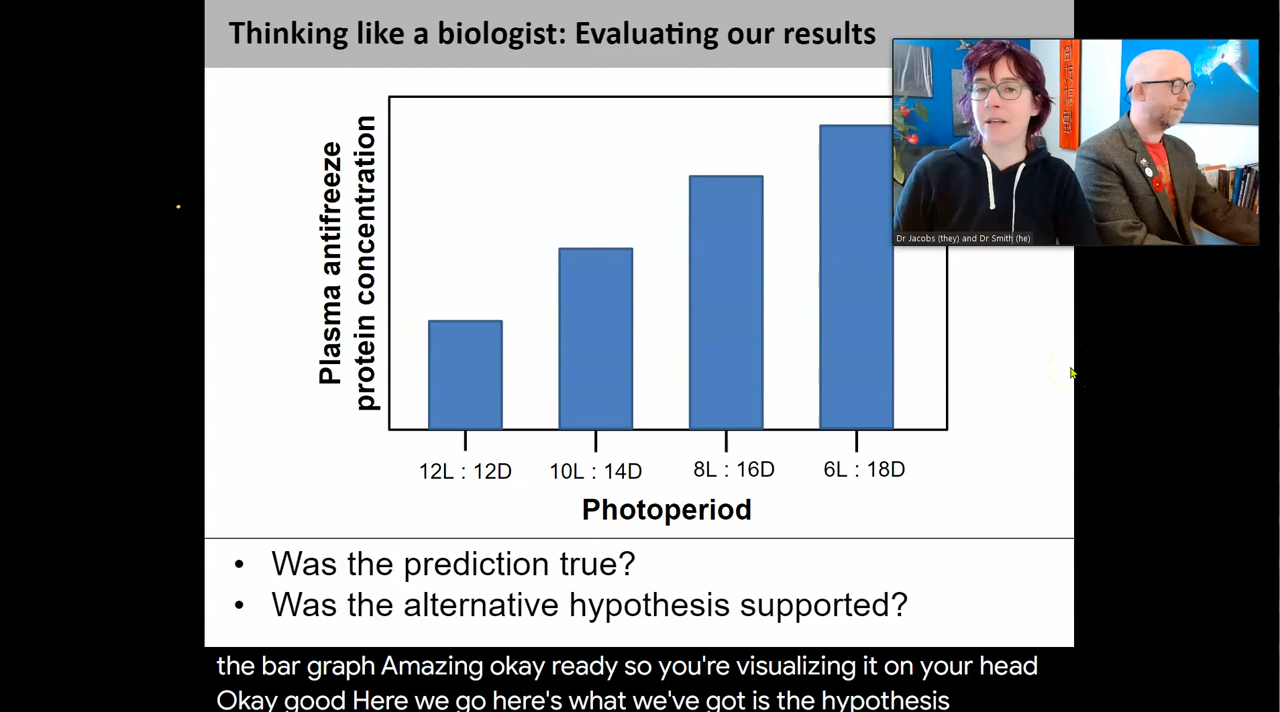 Thinking like a biologist: Evaluating our results
Plasma antifreeze
protein concentration
12L : 12D
10L : 14D
8L : 16D
6L : 18D
Photoperiod
• Was the prediction true?
• Was the alternative hypothesis supported?
Dr Jacobs (they) and Dr Smith (he)
the bar graph Amazing okay ready so you're visualizing it on your head
Okay good Here we go here's what we've got is the hypothesis